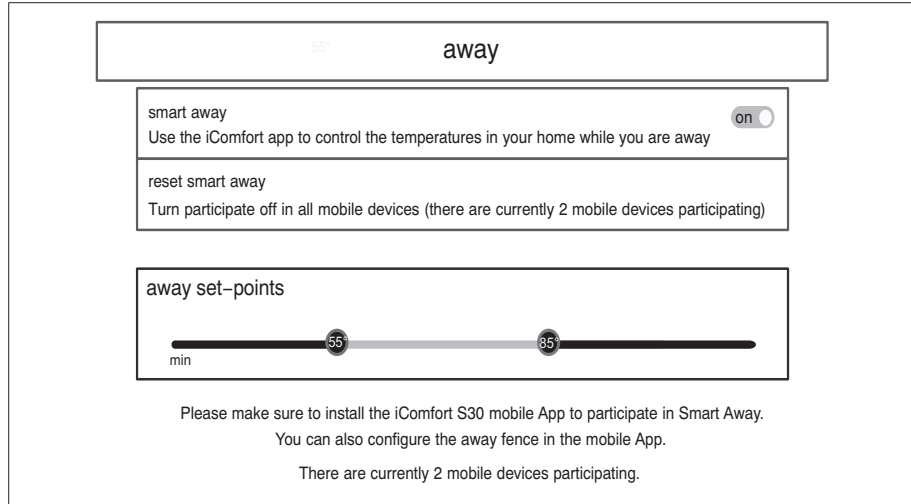 55°
away
smart away
on
Use the iComfort app to control the temperatures in your home while you are away
reset smart away
Turn participate off in all mobile devices (there are currently 2 mobile devices participating)
away set–points
55°
85°
min
Please make sure to install the iComfort S30 mobile App to participate in Smart Away.
You can also configure the away fence in the mobile App.
There are currently 2 mobile devices participating.